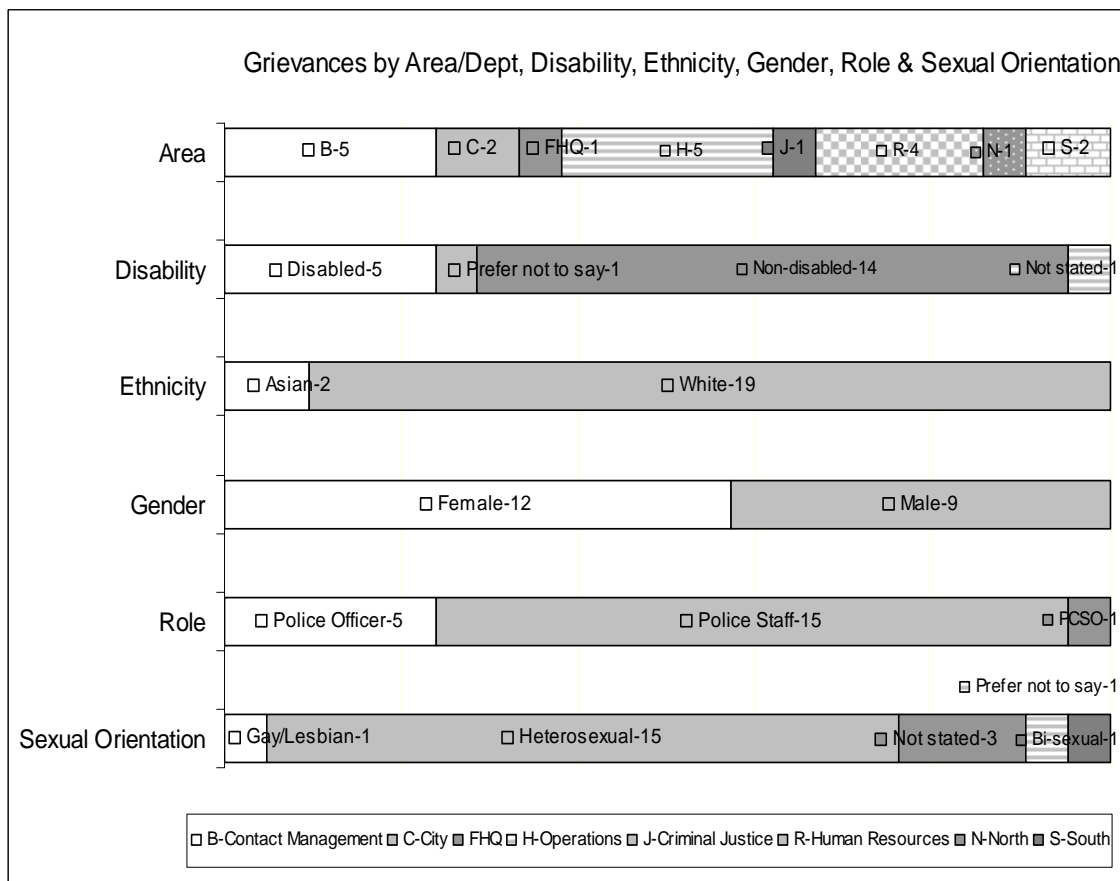 Grievances by Area/Dept, Disability, Ethnicity, Gender, Role & Sexual Orientation
Area
B-5 C-2 FHQ-1 H-5 J-1 R-4 N-1 S-2
Disability
Disabled-5 Prefer not to say-1 Non-disabled-14 Not stated-1
Ethnicity
Asian-2 White-19
Gender
Female-12 Male-9
Role
Police Officer-5 Police Staff-15 PCSO-1
Prefer not to say-1
Sexual Orientation
Gay/Lesbian-1 Heterosexual-15 Not stated-3 Bi-sexual-1
B-Contact Management C-City FHQ H-Operations J-Criminal Justice R-Human Resources N-North S-South